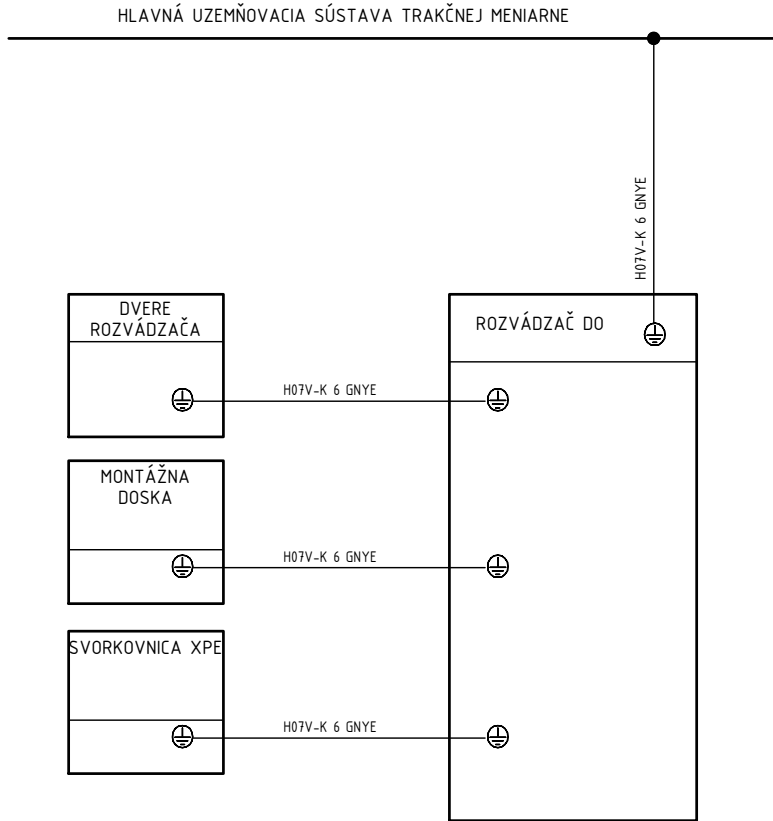 HLAVNÁ UZEMŇOVACIA SÚSTAVA TRAKČNEJ MENIARNE
H07V-K 6 GNYE
DVERE
ROZVÁDZAČA
ROZVÁDZAČ DO
H07V-K 6 GNYE
MONTÁŽNA
DOSKA
H07V-K 6 GNYE
SVORKOVNICA XPE
H07V-K 6 GNYE